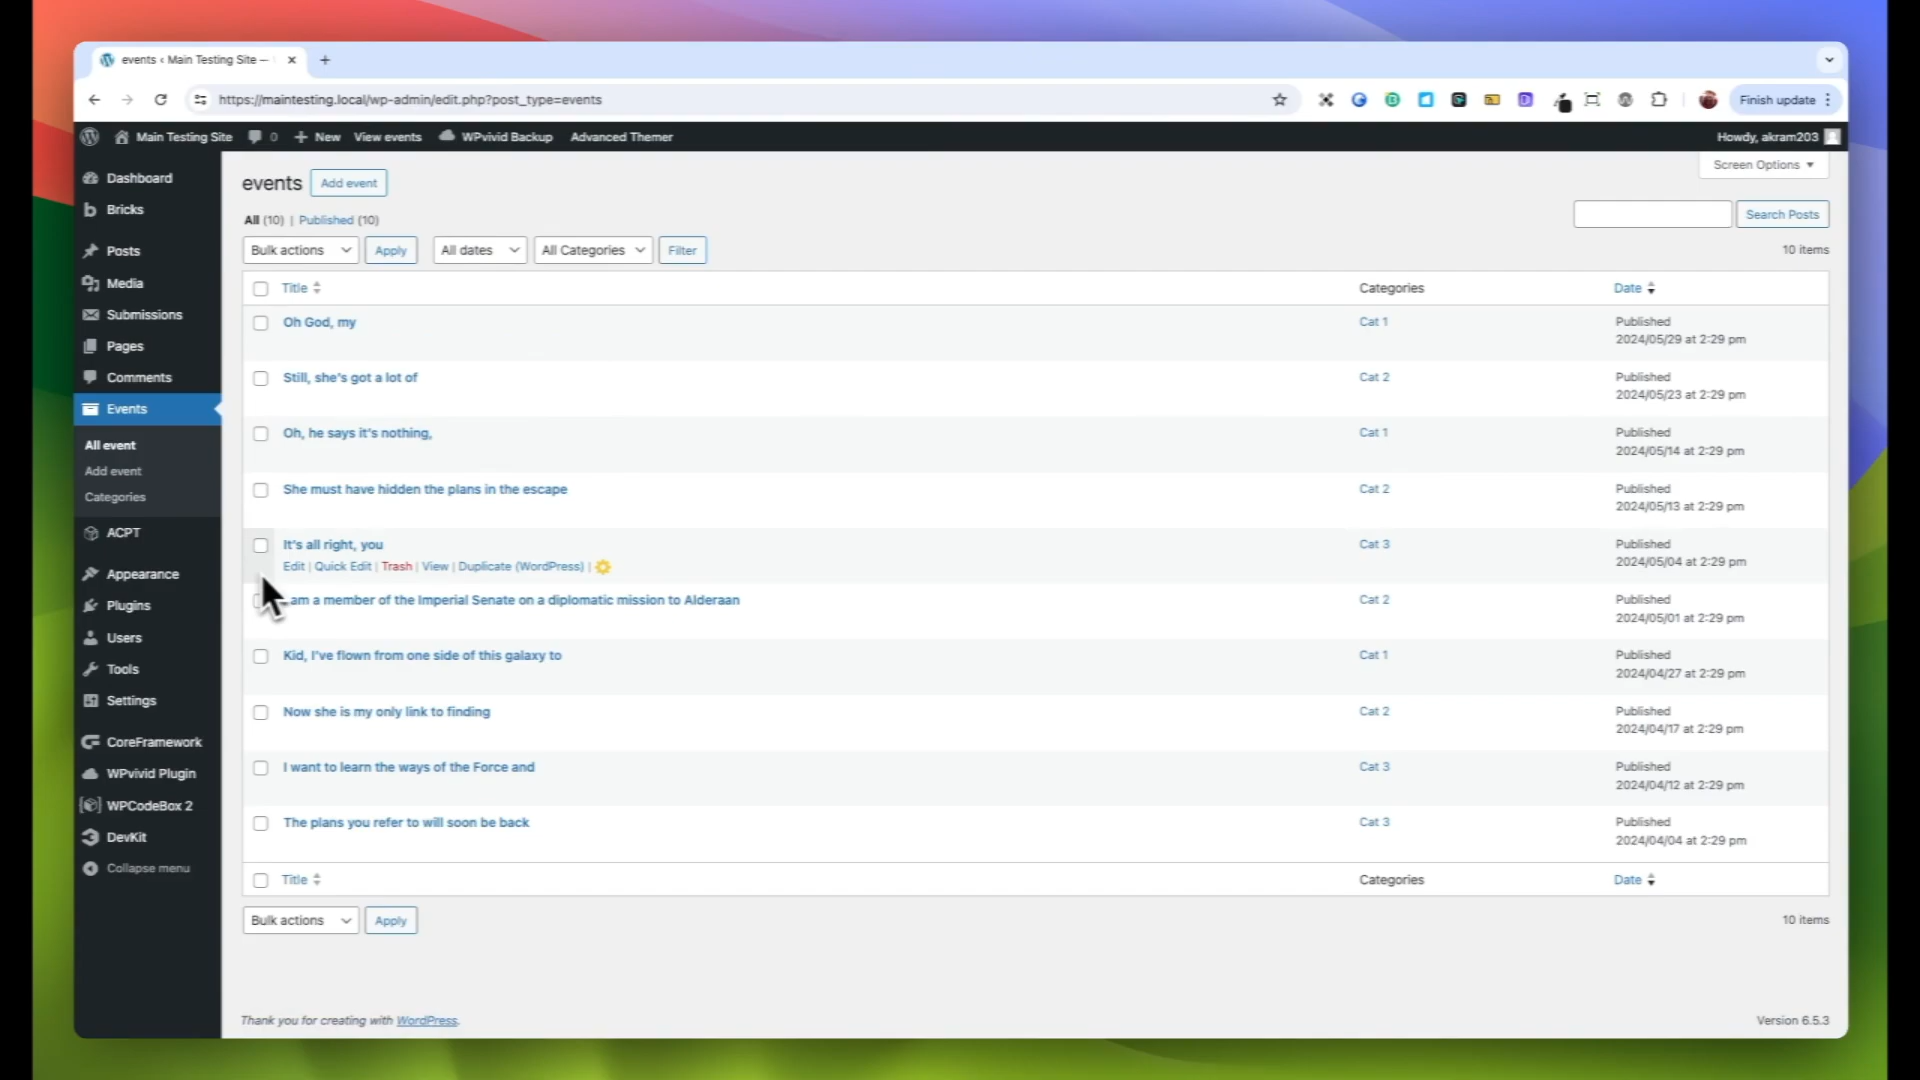 events ‹ Main Testing Site —
https://maintesting.local/wp-admin/edit.php?post_type=events
Finish update
Main Testing Site
0
New
View events
WPvivid Backup
Advanced Themer
Howdy, akram203
Screen Options
Dashboard
Bricks
Posts
Media
Submissions
Pages
Comments
Events
All event
Add event
Categories
ACPT
Appearance
Plugins
Users
Tools
Settings
CoreFramework
WPvivid Plugin
WPCodeBox 2
DevKit
Collapse menu
events
Add event
All (10) | Published (10)
Search Posts
Bulk actions
Apply
All dates
All Categories
Filter
10 items
Title
Categories
Date
Oh God, my
Cat 1
Published
2024/05/29 at 2:29 pm
Still, she's got a lot of
Cat 2
Published
2024/05/23 at 2:29 pm
Oh, he says it's nothing,
Cat 1
Published
2024/05/14 at 2:29 pm
She must have hidden the plans in the escape
Cat 2
Published
2024/05/13 at 2:29 pm
It's all right, you
Edit | Quick Edit | Trash | View | Duplicate (WordPress) |
Cat 3
Published
2024/05/04 at 2:29 pm
am a member of the Imperial Senate on a diplomatic mission to Alderaan
Cat 2
Published
2024/05/01 at 2:29 pm
Kid, I've flown from one side of this galaxy to
Cat 1
Published
2024/04/27 at 2:29 pm
Now she is my only link to finding
Cat 2
Published
2024/04/17 at 2:29 pm
I want to learn the ways of the Force and
Cat 3
Published
2024/04/12 at 2:29 pm
The plans you refer to will soon be back
Cat 3
Published
2024/04/04 at 2:29 pm
Title
Categories
Date
Bulk actions
Apply
10 items
Thank you for creating with WordPress.
Version 6.5.3